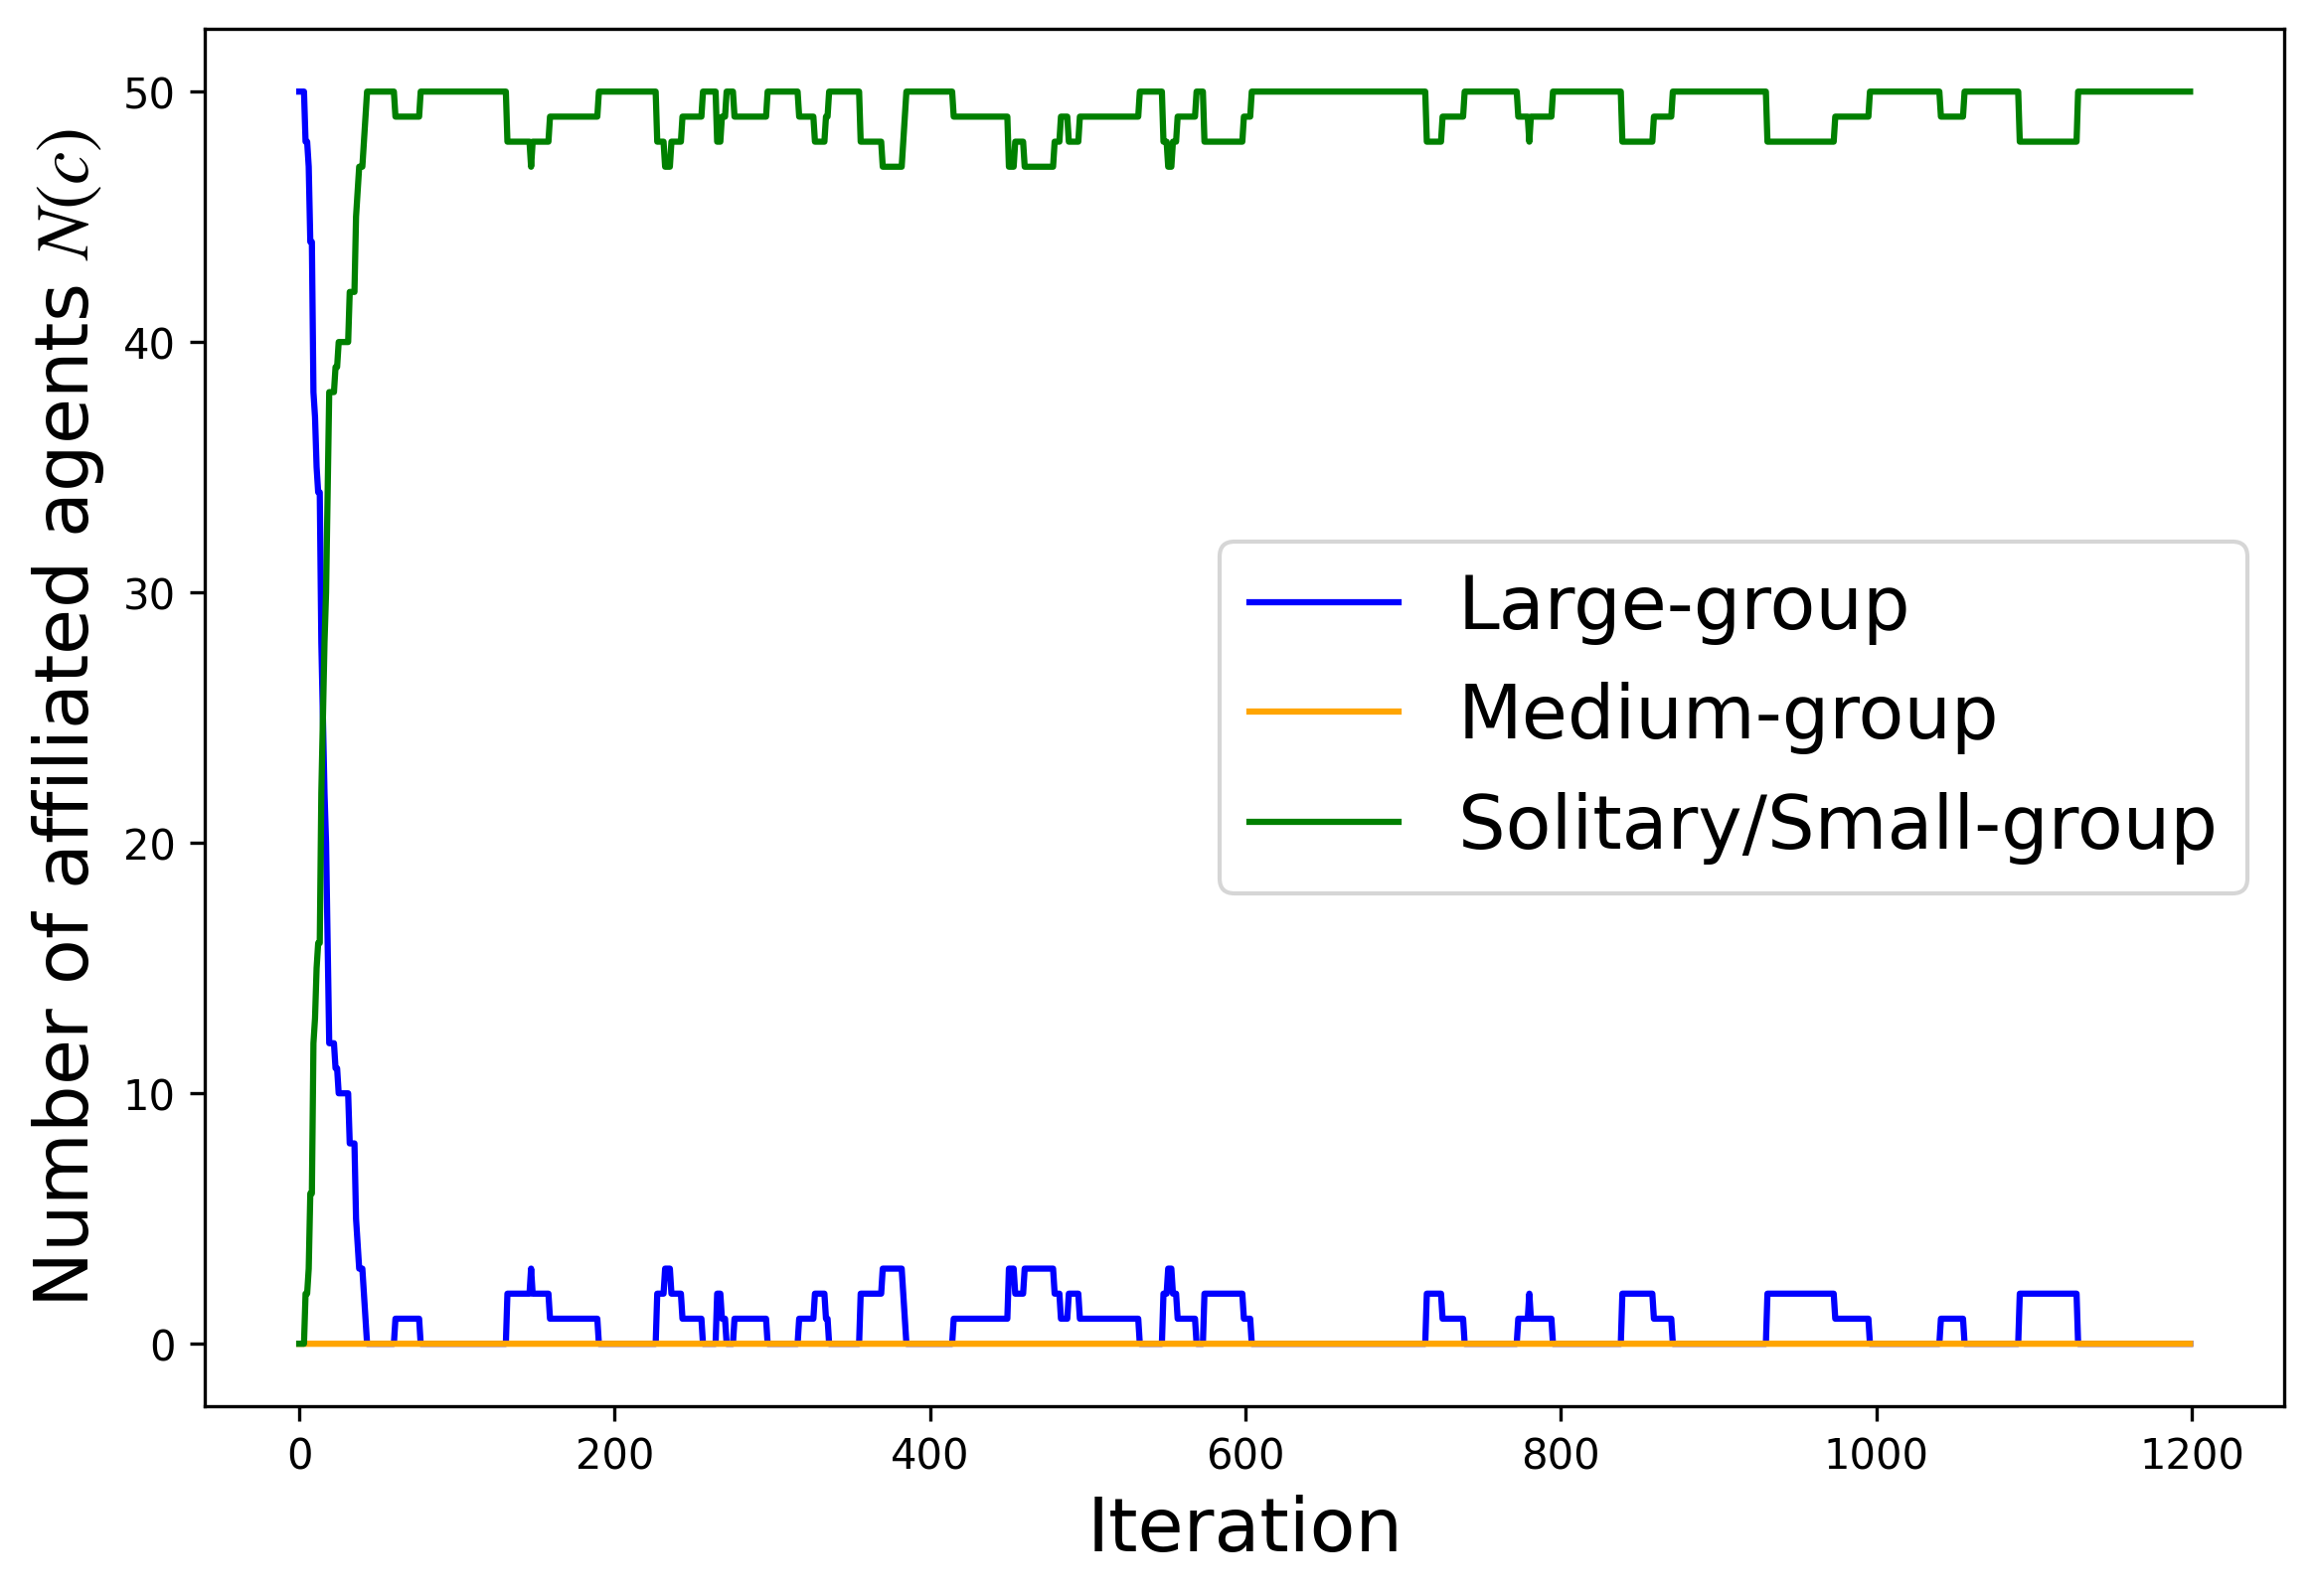 Number of affiliated agents N(c)
50
40
30
20
10
0
Large-group
Medium-group
Solitary/Small-group
0 200 400 600 800 1000 1200
Iteration